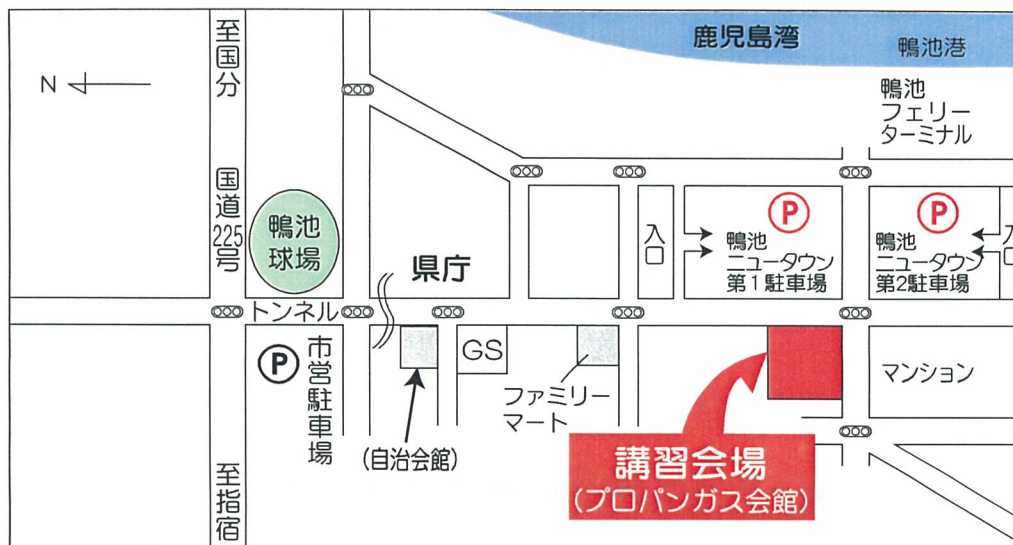 鹿児島湾
鴨池港
至国分
N
鴨池
フェリー
ターミナル
国道225号
鴨池
球場
県庁
入口
P
鴨池
ニュータウン
第1駐車場
P
鴨池
ニュータウン
第2駐車場
入口
トンネル
P
市営駐車場
GS
ファミリー
マート
(自治会館)
マンション
講習会場
(プロパンガス会館)
至指宿